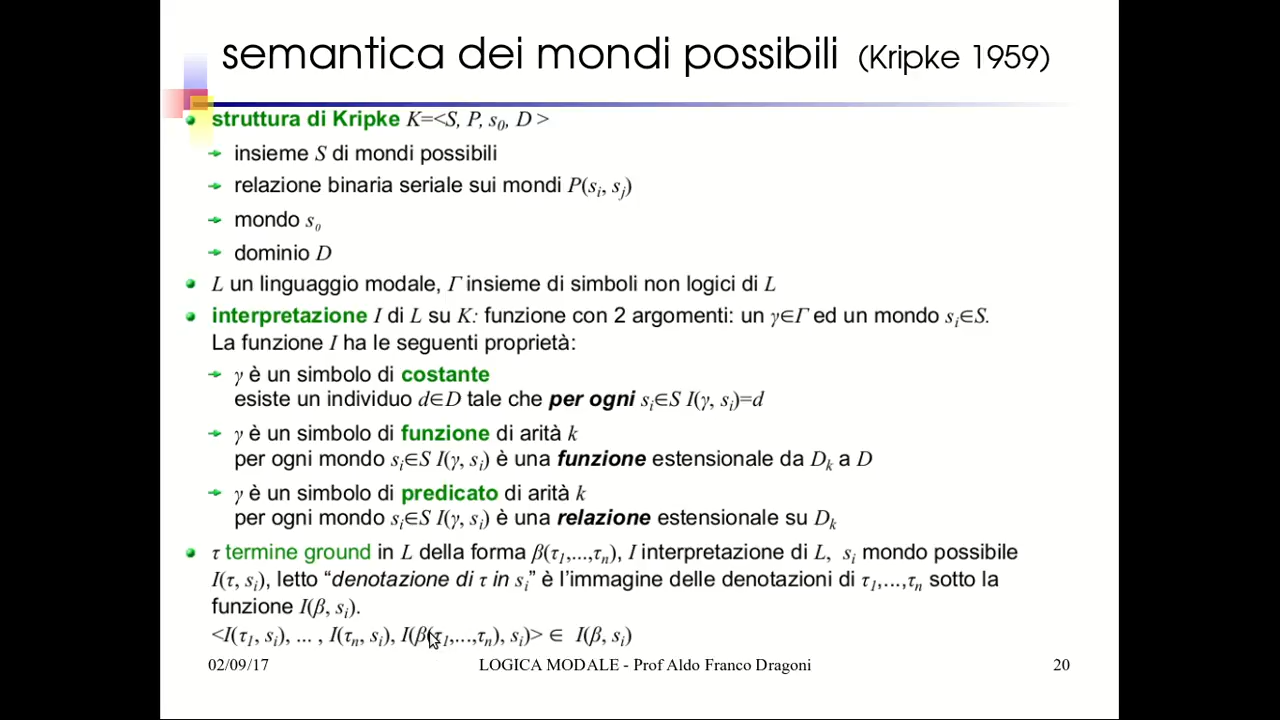 semantica dei mondi possibili (Kripke 1959)
struttura di Kripke K=<S, P, s₀, D >
insieme S di mondi possibili
relazione binaria seriale sui mondi P(sᵢ, sⱼ)
mondo s₀
dominio D
L un linguaggio modale, Γ insieme di simboli non logici di L
interpretazione I di L su K: funzione con 2 argomenti: un γ∈Γ ed un mondo sᵢ∈S.
La funzione I ha le seguenti proprietà:
γ è un simbolo di costante
esiste un individuo d∈D tale che per ogni sᵢ∈S I(γ, sᵢ)=d
γ è un simbolo di funzione di arità k
per ogni mondo sᵢ∈S I(γ, sᵢ) è una funzione estensionale da Dₖ a D
γ è un simbolo di predicato di arità k
per ogni mondo sᵢ∈S I(γ, sᵢ) è una relazione estensionale su Dₖ
τ termine ground in L della forma β(τ₁,...,τₙ), I interpretazione di L, sᵢ mondo possibile
I(τ, sᵢ), letto “denotazione di τ in sᵢ” è l’immagine delle denotazioni di τ₁,...,τₙ sotto la
funzione I(β, sᵢ).
<I(τ₁, sᵢ), ... , I(τₙ, sᵢ), I(β(τ₁,...,τₙ), sᵢ)> ∈ I(β, sᵢ)
02/09/17 LOGICA MODALE - Prof Aldo Franco Dragoni 20